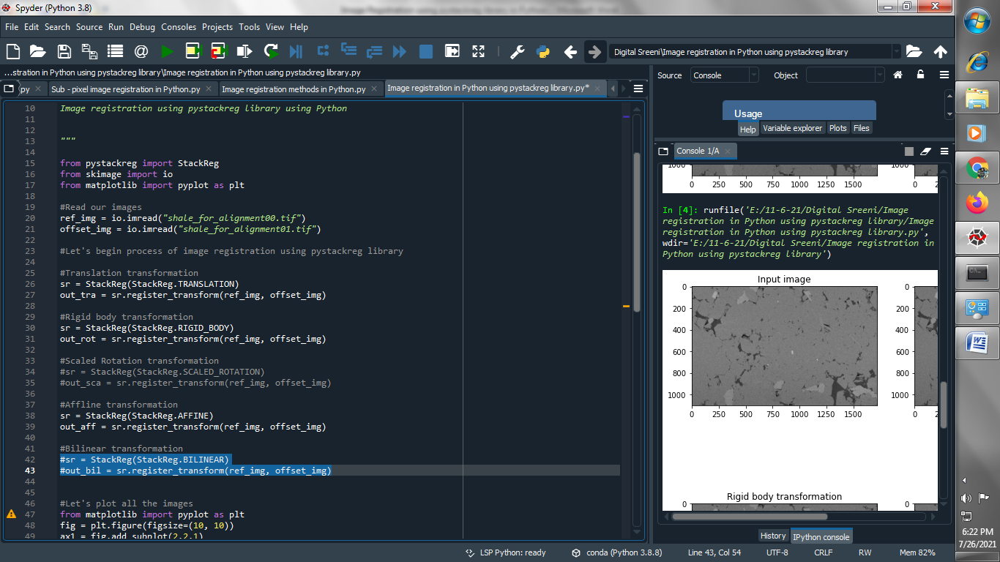 Spyder (Python 3.8)
File Edit Search Source Run Debug Consoles Projects Tools View Help
Digital Sreeni\Image registration in Python using pystackreg library
...stration in Python using pystackreg library\Image registration in Python using pystackreg library.py
py
Sub - pixel image registration in Python.py
Image registration methods in Python.py
Image registration in Python using pystackreg library.py*
10 Image registration using pystackreg library using Python
11
12
13 """
14
15 from pystackreg import StackReg
16 from skimage import io
17 from matplotlib import pyplot as plt
18
19 #Read our images
20 ref_img = io.imread("shale_for_alignment00.tif")
21 offset_img = io.imread("shale_for_alignment01.tif")
22
23 #Let's begin process of image registration using pystackreg library
24
25 #Translation transformation
26 sr = StackReg(StackReg.TRANSLATION)
27 out_tra = sr.register_transform(ref_img, offset_img)
28
29 #Rigid body transformation
30 sr = StackReg(StackReg.RIGID_BODY)
31 out_rot = sr.register_transform(ref_img, offset_img)
32
33 #Scaled Rotation transformation
34 #sr = StackReg(StackReg.SCALED_ROTATION)
35 #out_sca = sr.register_transform(ref_img, offset_img)
36
37 #Affline transformation
38 sr = StackReg(StackReg.AFFINE)
39 out_aff = sr.register_transform(ref_img, offset_img)
40
41 #Bilinear transformation
42 #sr = StackReg(StackReg.BILINEAR)
43 #out_bil = sr.register_transform(ref_img, offset_img)
44
45
46 #Let's plot all the images
47 from matplotlib import pyplot as plt
48 fig = plt.figure(figsize=(10, 10))
49 ax1 = fig.add_subplot(2,2,1)
Source Console Object
Usage
Help Variable explorer Plots Files
Console 1/A
1000 1000
0 250 500 750 1000 1250 1500 0
In [4]: runfile('E:/11-6-21/Digital Sreeni/Image
registration in Python using pystackreg library/Image
registration in Python using pystackreg library.py',
wdir='E:/11-6-21/Digital Sreeni/Image registration in
Python using pystackreg library')
Input image
0 0
200 200
400 400
600 600
800 800
1000 1000
0 250 500 750 1000 1250 1500 0
Rigid body transformation
0 0
History IPython console
LSP Python: ready conda (Python 3.8.8) Line 43, Col 54 UTF-8 CRLF RW Mem 82%
6:22 PM
7/26/2021